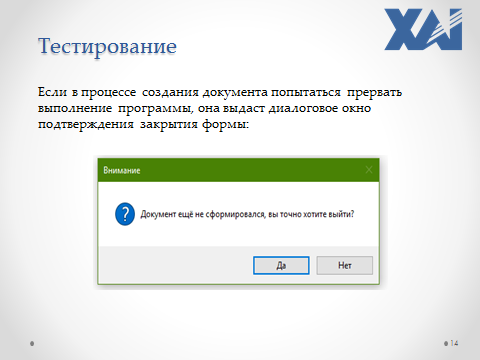 Тестирование
ХАІ
Если в процессе создания документа попытаться прервать
выполнение программы, она выдаст диалоговое окно
подтверждения закрытия формы:
Внимание
Документ ещё не сформировался, вы точно хотите выйти?
Да
Нет
14